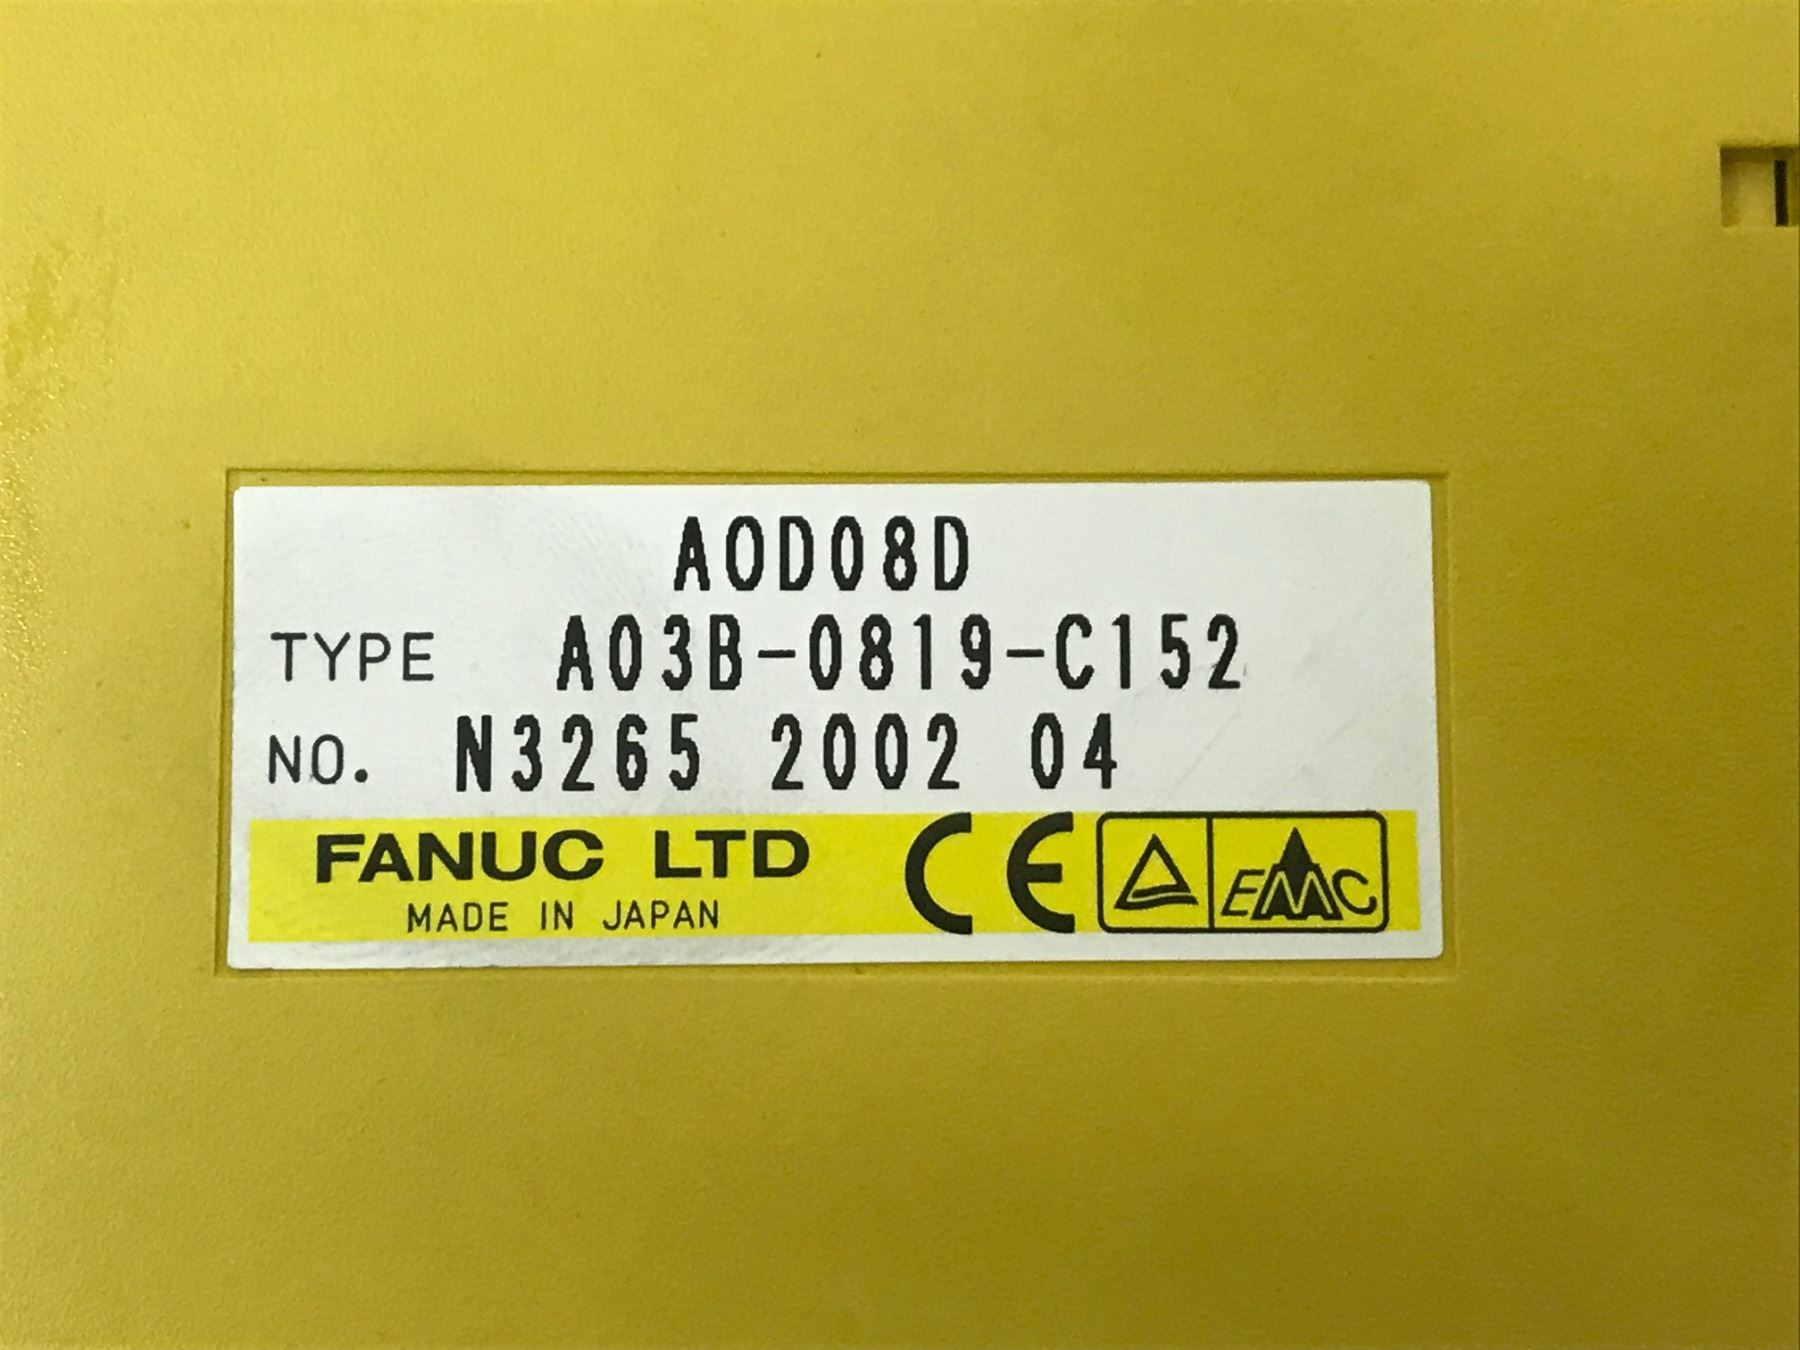 AOD08D
TYPE A03B-0819-C152
NO. N3265 2002 04
FANUC LTD CE EMC
MADE IN JAPAN